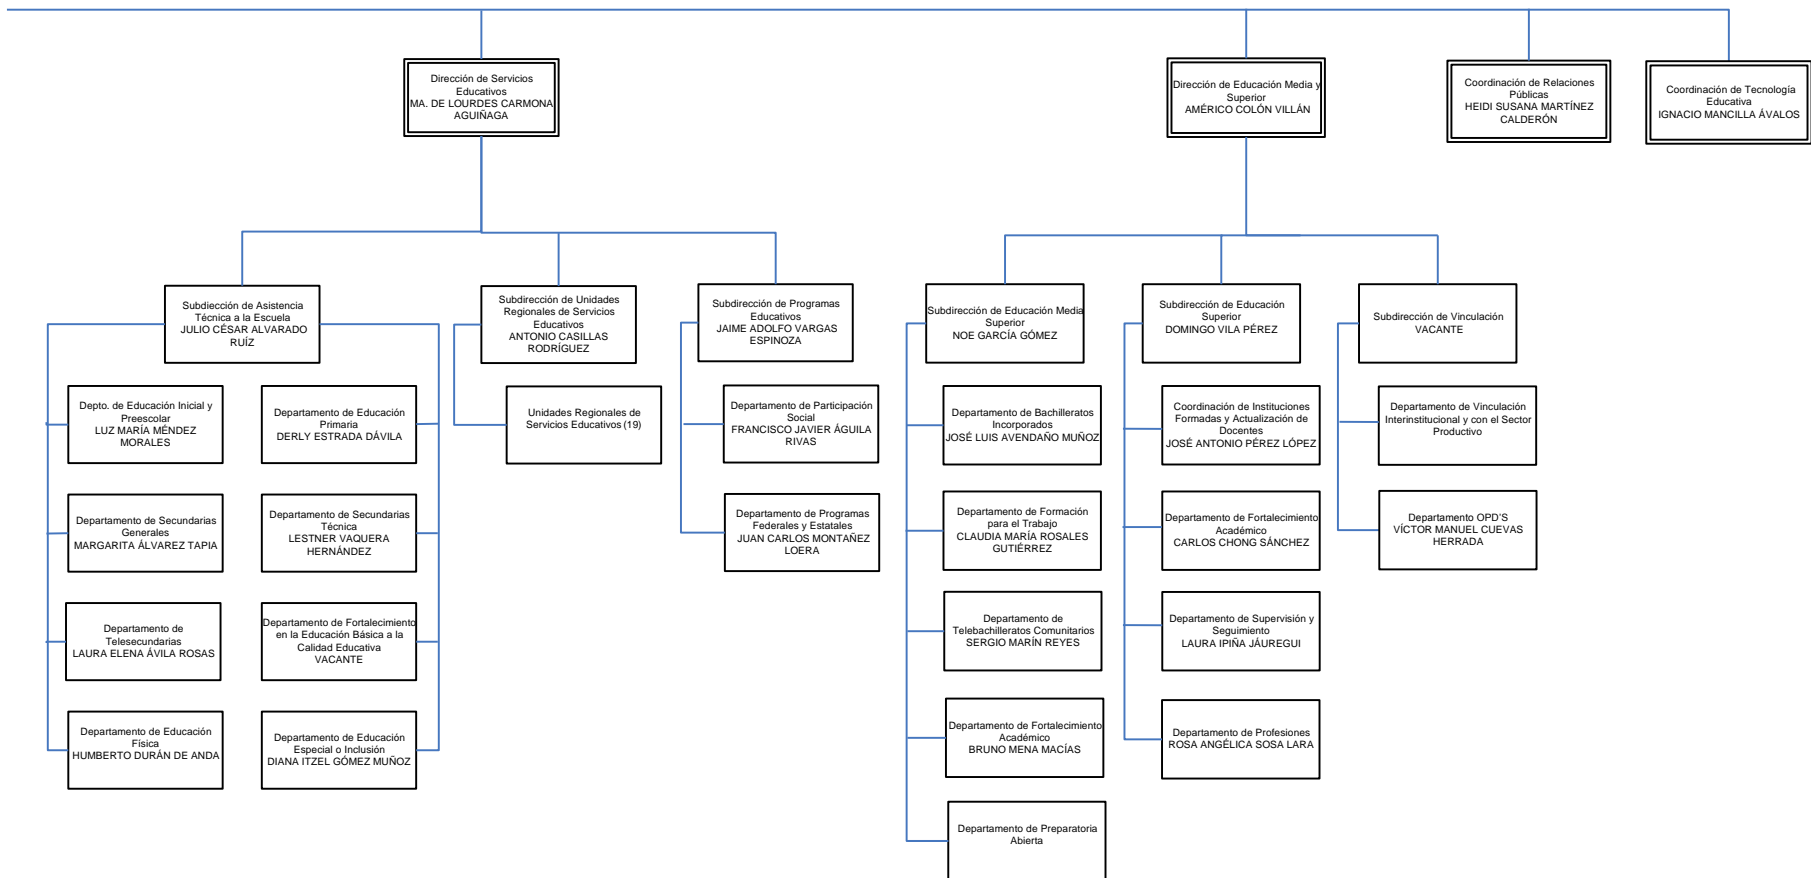 Dirección de Servicios
Educativos
MA. DE LOURDES CARMONA
AGUIÑAGA
Dirección de Educación Media y
Superior
AMÉRICO COLÓN VILLÁN
Coordinación de Relaciones
Públicas
HEIDI SUSANA MARTÍNEZ
CALDERÓN
Coordinación de Tecnología
Educativa
IGNACIO MANCILLA ÁVALOS
Subdiección de Asistencia
Técnica a la Escuela
JULIO CÉSAR ALVARADO
RUÍZ
Subdirección de Unidades
Regionales de Servicios
Educativos
ANTONIO CASILLAS
RODRÍGUEZ
Subdirección de Programas
Educativos
JAIME ADOLFO VARGAS
ESPINOZA
Subdirección de Educación Media
Superior
NOE GARCÍA GÓMEZ
Subdirección de Educación
Superior
DOMINGO VILA PÉREZ
Subdirección de Vinculación
VACANTE
Depto. de Educación Inicial y
Preescolar
LUZ MARÍA MÉNDEZ
MORALES
Departamento de Educación
Primaria
DERLY ESTRADA DÁVILA
Unidades Regionales de
Servicios Educativos (19)
Departamento de Participación
Social
FRANCISCO JAVIER ÁGUILA
RIVAS
Departamento de Bachilleratos
Incorporados
JOSÉ LUIS AVENDAÑO MUÑOZ
Coordinación de Instituciones
Formadas y Actualización de
Docentes
JOSÉ ANTONIO PÉREZ LÓPEZ
Departamento de Vinculación
Interinstitucional y con el Sector
Productivo
Departamento de Secundarias
Generales
MARGARITA ÁLVAREZ TAPIA
Departamento de Secundarias
Técnica
LESTNER VAQUERA
HERNÁNDEZ
Departamento de Programas
Federales y Estatales
JUAN CARLOS MONTAÑEZ
LOERA
Departamento de Formación
para el Trabajo
CLAUDIA MARÍA ROSALES
GUTIÉRREZ
Departamento de Fortalecimiento
Académico
CARLOS CHONG SÁNCHEZ
Departamento OPD'S
VÍCTOR MANUEL CUEVAS
HERRADA
Departamento de
Telesecundarias
LAURA ELENA ÁVILA ROSAS
Departamento de Fortalecimiento
en la Educación Básica a la
Calidad Educativa
VACANTE
Departamento de
Telebachilleratos Comunitarios
SERGIO MARÍN REYES
Departamento de Supervisión y
Seguimiento
LAURA IPIÑA JÁUREGUI
Departamento de Educación
Física
HUMBERTO DURÁN DE ANDA
Departamento de Educación
Especial o Inclusión
DIANA ITZEL GÓMEZ MUÑOZ
Departamento de Fortalecimiento
Académico
BRUNO MENA MACÍAS
Departamento de Profesiones
ROSA ANGÉLICA SOSA LARA
Departamento de Preparatoria
Abierta